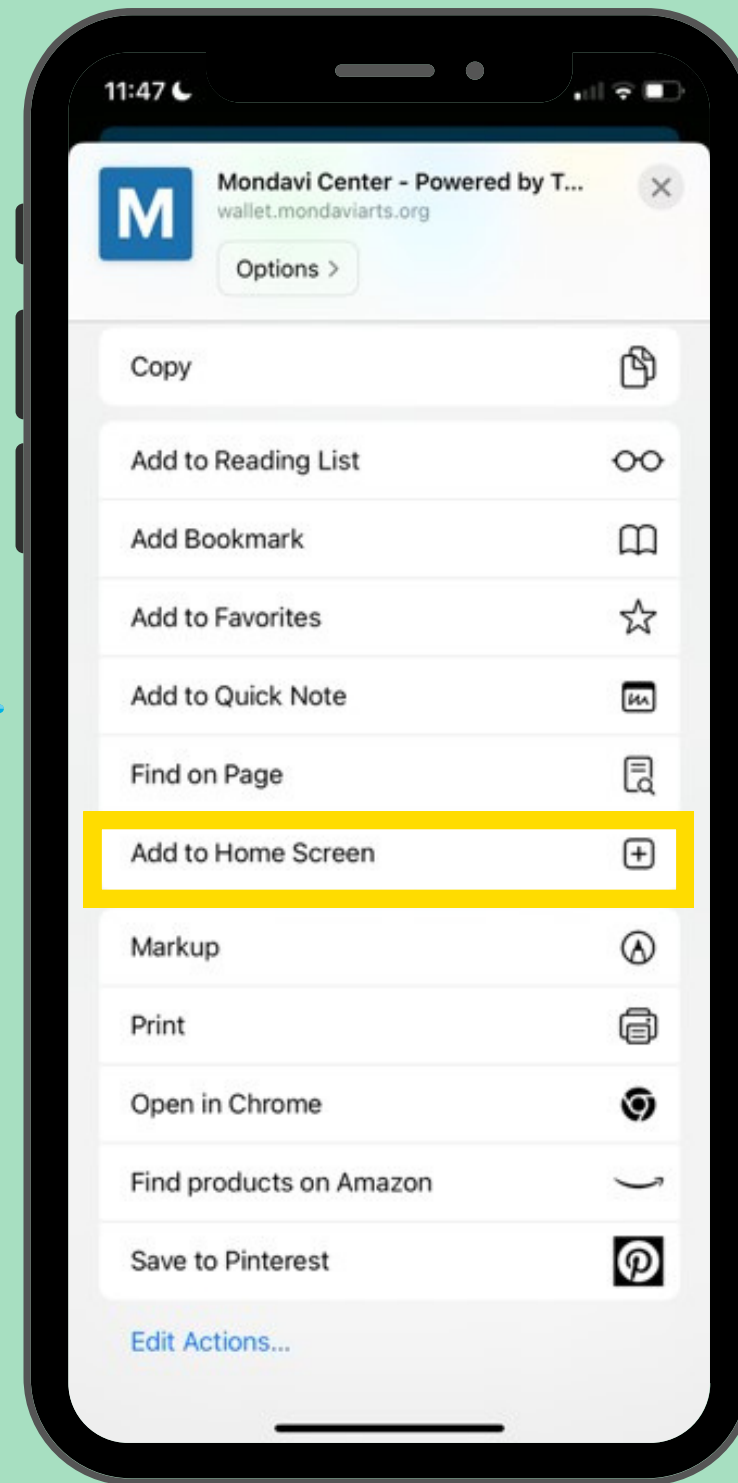 11:47
M
Mondavi Center - Powered by T...
wallet.mondaviarts.org
Options >
Copy
Add to Reading List
Add Bookmark
Add to Favorites
Add to Quick Note
Find on Page
Add to Home Screen
Markup
Print
Open in Chrome
Find products on Amazon
Save to Pinterest
Edit Actions...